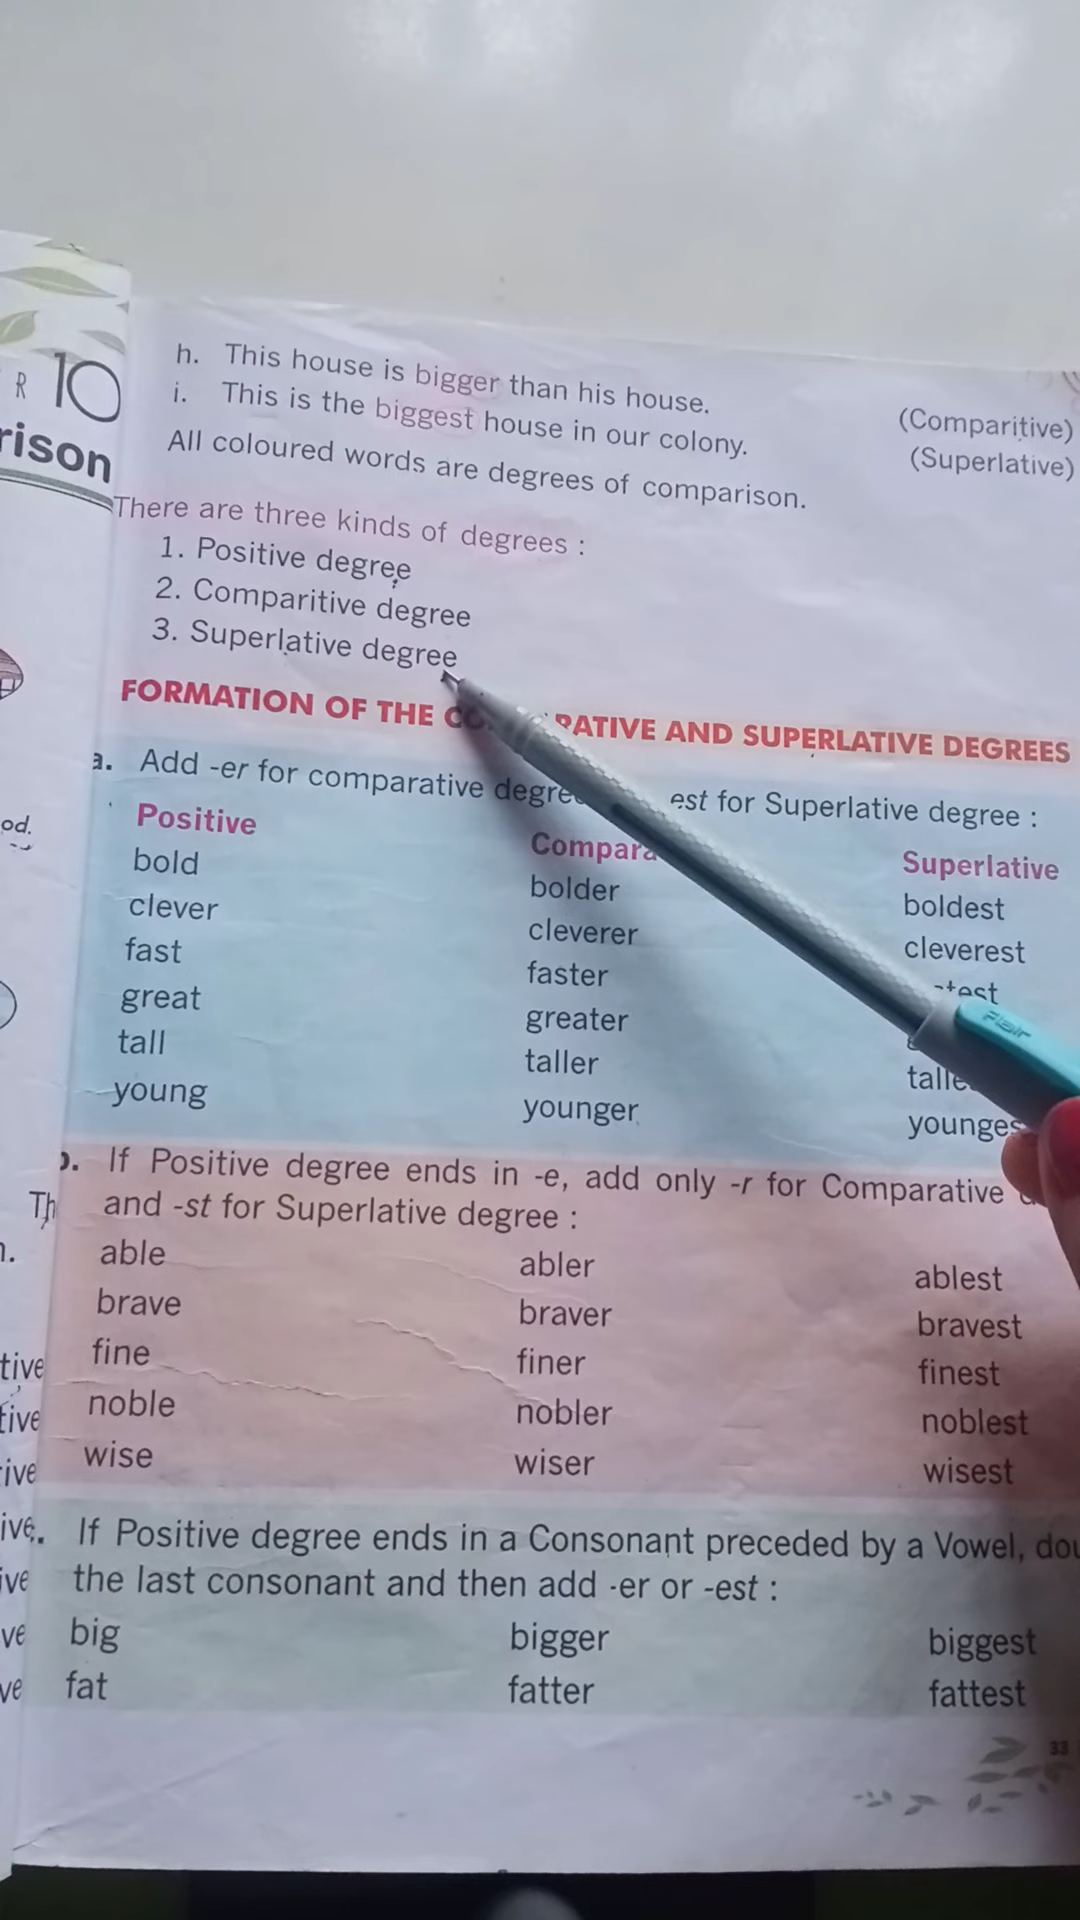 R 10
rison
h. This house is bigger than his house. (Comparitive)
i. This is the biggest house in our colony. (Superlative)
All coloured words are degrees of comparison.
There are three kinds of degrees :
1. Positive degree
2. Comparitive degree
3. Superlative degree
FORMATION OF THE RATIVE AND SUPERLATIVE DEGREES
a. Add -er for comparative est for Superlative degree :
Positive Superlative
bold bolder boldest
clever cleverer cleverest
fast faster
great greater
tall taller
young younger
od.
If Positive degree ends in -e, add only -r for Comparative
and -st for Superlative degree :
able abler ablest
brave braver bravest
fine finer finest
noble nobler noblest
wise wiser wisest
If Positive degree ends in a Consonant preceded by a Vowel,
the last consonant and then add -er or -est :
big bigger biggest
fat fatter fattest
33
Flair